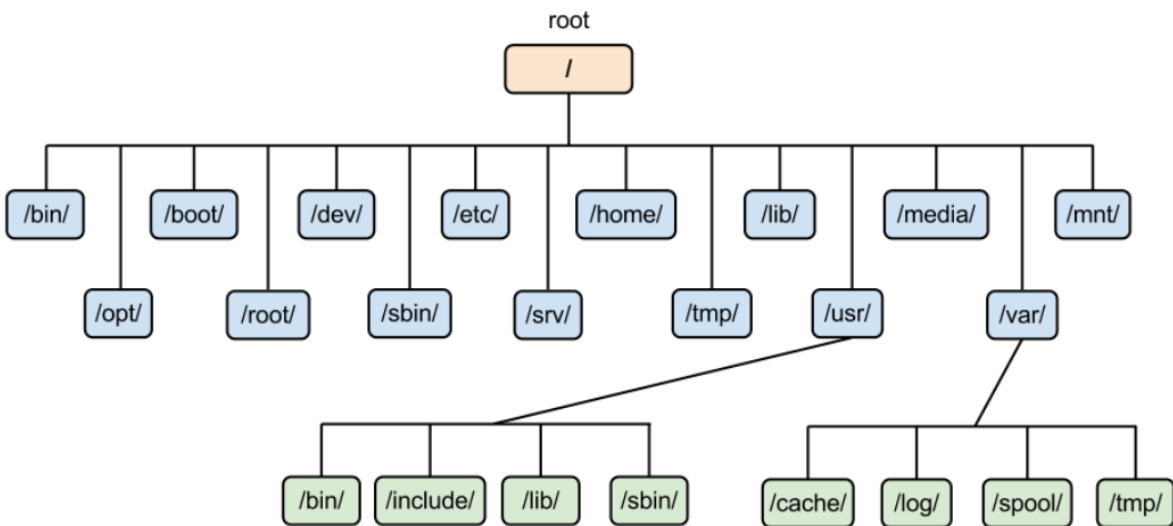 root
/
/bin/ /boot/ /dev/ /etc/ /home/ /lib/ /media/ /mnt/
/opt/ /root/ /sbin/ /srv/ /tmp/ /usr/ /var/
/bin/ /include/ /lib/ /sbin/ /cache/ /log/ /spool/ /tmp/